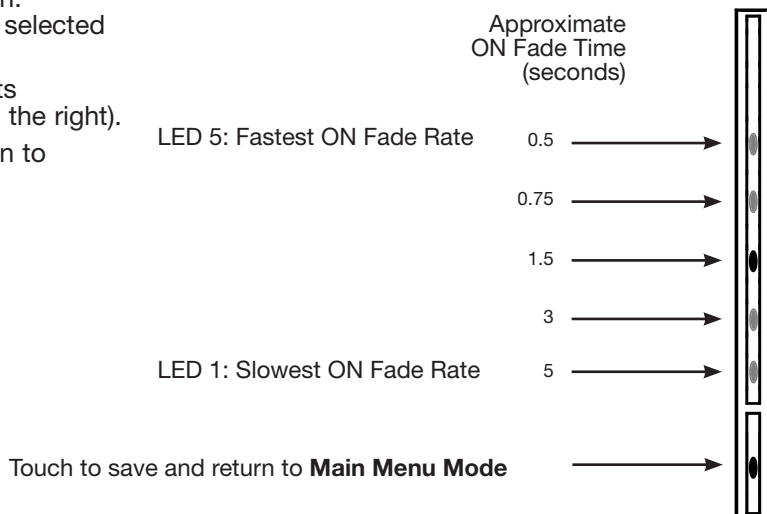 n.
selected
ts
the right).
n to
Approximate
ON Fade Time
(seconds)
LED 5: Fastest ON Fade Rate 0.5
0.75
1.5
3
LED 1: Slowest ON Fade Rate 5
Touch to save and return to Main Menu Mode